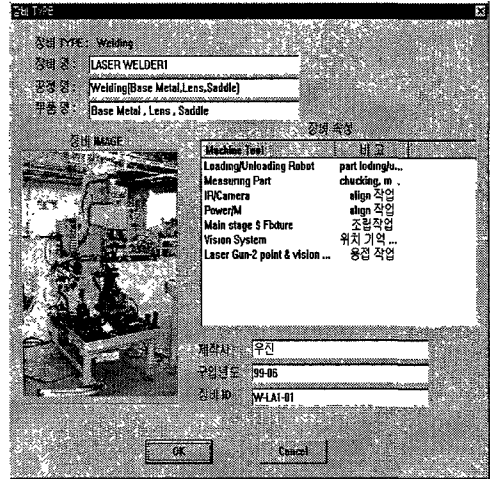 장비 TYPE
장비 TYPE : Welding
장비 명 : LASER WELDER1
공정 명 : Welding(Base Metal,Lens,Saddle)
부품 명 : Base Metal , Lens , Saddle
장비 IMAGE
장비 속성
Machine Tool 비 고
Loading/Unloading Robot part loding/u...
Measuring Part chucking, m .
IR/Camera align 작업
Power/M align 작업
Main stage $ Fixture 조립작업
Vision System 위치 기억 ...
Laser Gun-2 point & vision ... 용접 작업
제작사 우진
구입년도 99-06
장비 ID W-LA1-01
OK Cancel